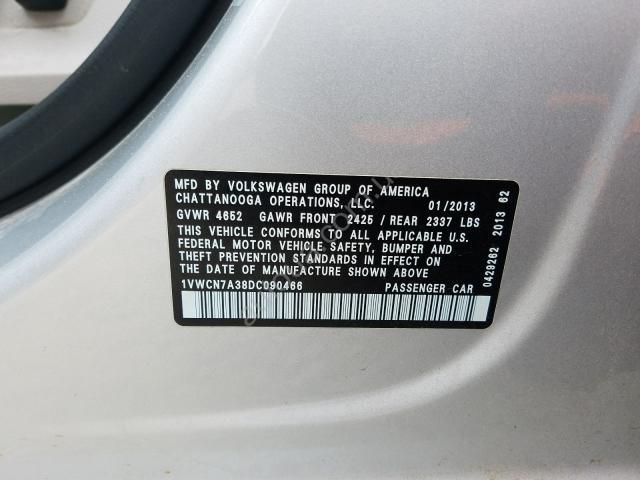 MFD BY VOLKSWAGEN GROUP OF AMERICA
CHATTANOOGA OPERATIONS, LLC. 01/2013
GVWR 4652 GAWR FRONT 2425 / REAR 2337 LBS
THIS VEHICLE CONFORMS TO ALL APPLICABLE U.S.
FEDERAL MOTOR VEHICLE SAFETY, BUMPER AND
THEFT PREVENTION STANDARDS IN EFFECT ON
THE DATE OF MANUFACTURE SHOWN ABOVE
1VWCN7A38DC090466 PASSENGER CAR
0429262 2013 62